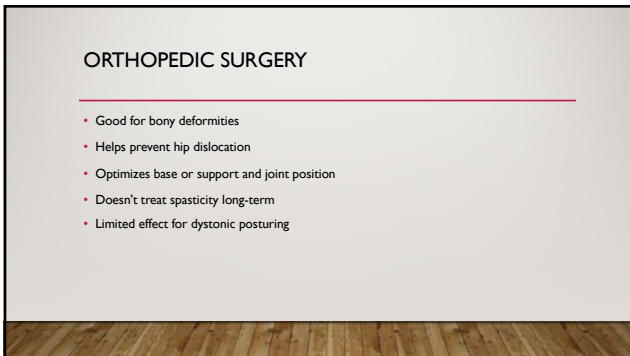 ORTHOPEDIC SURGERY
• Good for bony deformities
• Helps prevent hip dislocation
• Optimizes base or support and joint position
• Doesn't treat spasticity long-term
• Limited effect for dystonic posturing